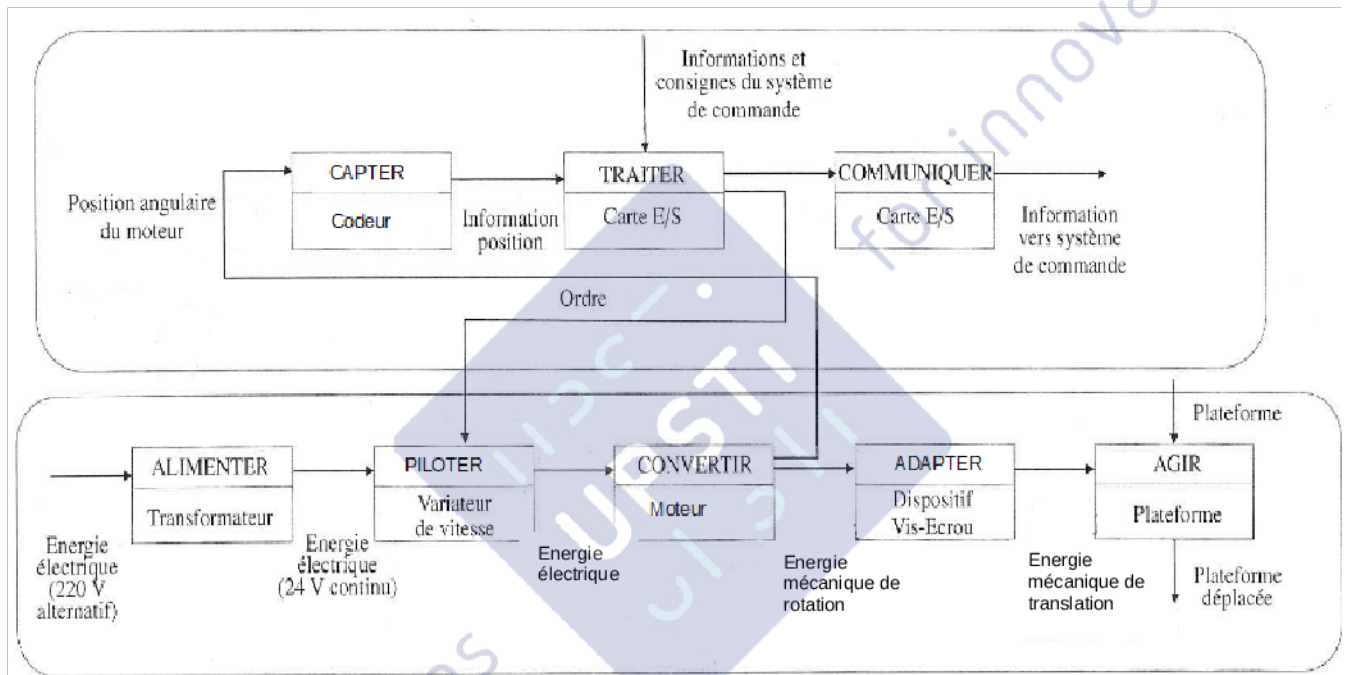 Informations et
consignes du système
de commande
CAPTER
Codeur
TRAITER
Carte E/S
COMMUNIQUER
Carte E/S
Position angulaire
du moteur
Information
position
Information
vers système
de commande
Ordre
Plateforme
ALIMENTER
Transformateur
PILOTER
Variateur
de vitesse
CONVERTIR
Moteur
ADAPTER
Dispositif
Vis-Ecrou
AGIR
Plateforme
Energie
électrique
(220 V
alternatif)
Energie
électrique
(24 V continu)
Energie
électrique
Energie
mécanique de
rotation
Energie
mécanique de
translation
Plateforme
déplacée
UPSTI
for innova